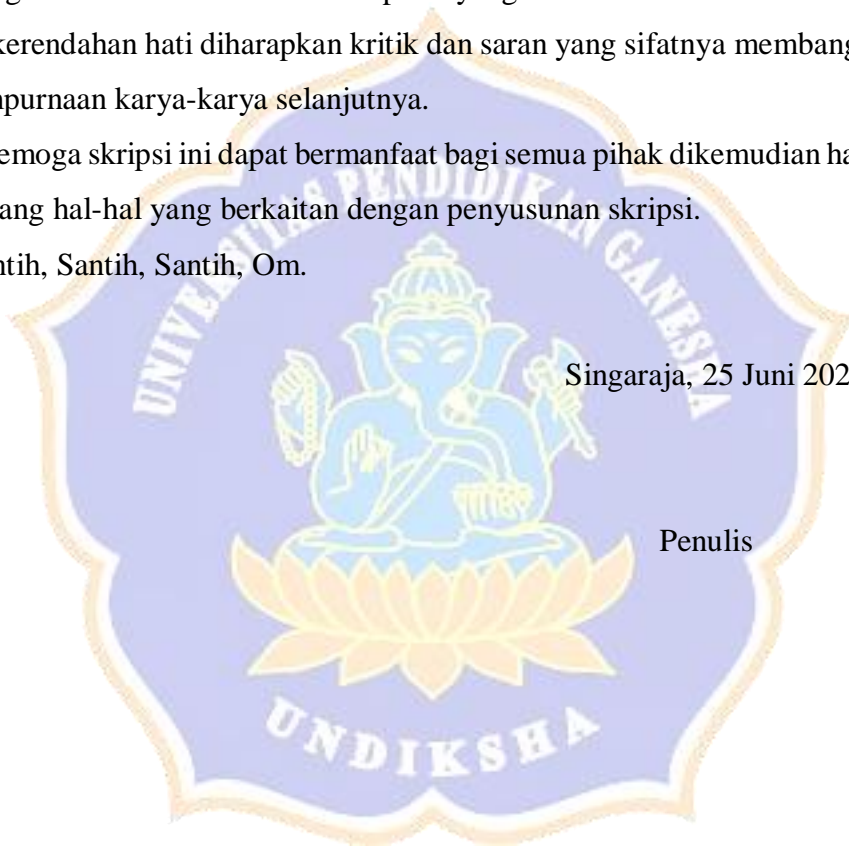 kerendahan hati diharapkan kritik dan saran yang sifatnya membang
npurnaan karya-karya selanjutnya.
emoga skripsi ini dapat bermanfaat bagi semua pihak dikemudian ha
ang hal-hal yang berkaitan dengan penyusunan skripsi.
ntih, Santih, Santih, Om.
UNIVERSITAS PENDIDIKAN GANESHA
Singaraja, 25 Juni 202
Penulis
UNDIKSHA